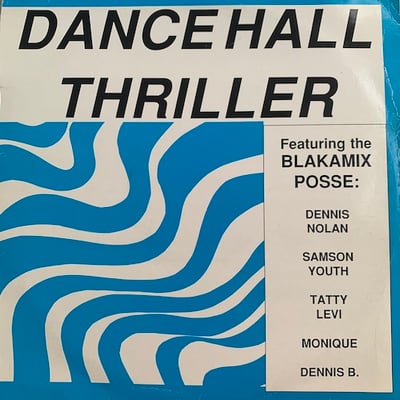 DANCE HALL
THRILLER
Featuring the
BLAKAMIX
POSSE:
DENNIS
NOLAN
SAMSON
YOUTH
TATTY
LEVI
MONIQUE
DENNIS B.